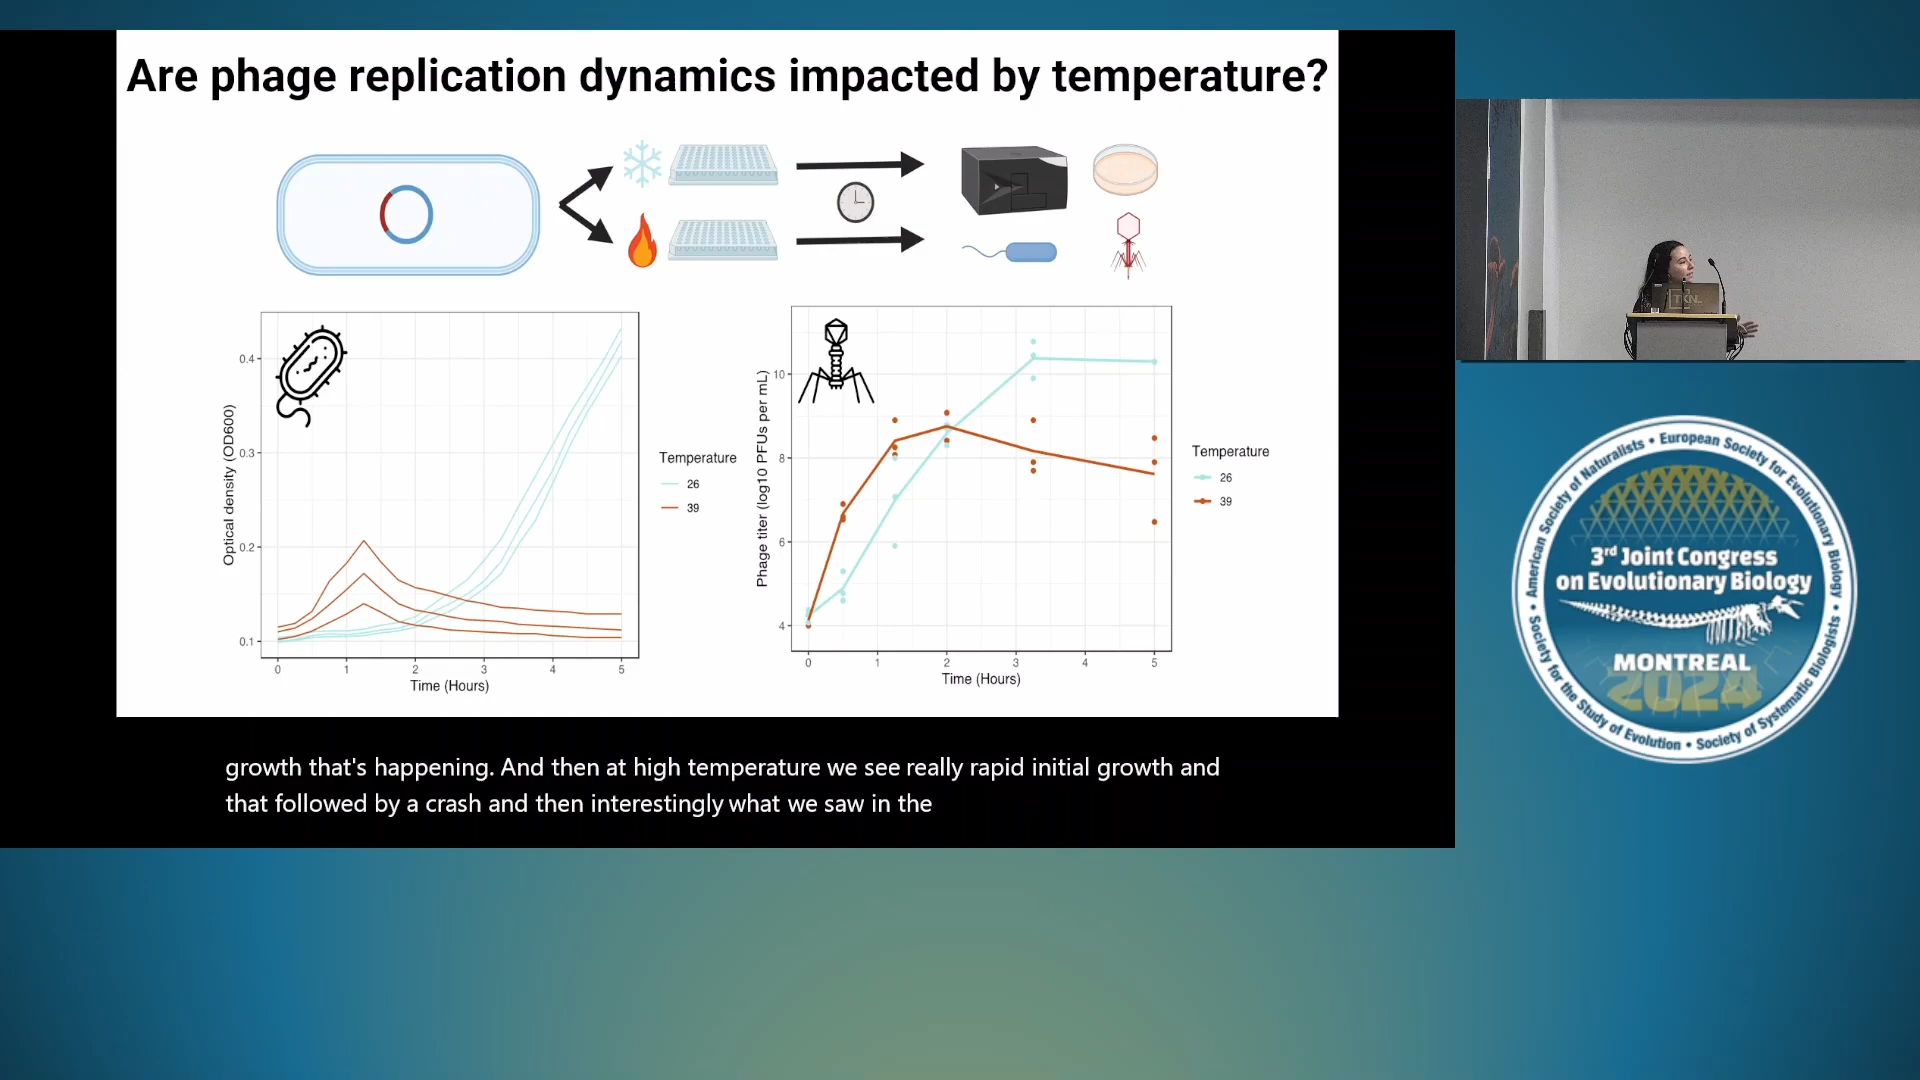 Are phage replication dynamics impacted by temperature?
Optical density (OD600)
0.4
0.3
0.2
0.1
0 1 2 3 4 5
Time (Hours)
Temperature
26
39
Phage titer (log10 PFUs per mL)
10
8
6
4
0 1 2 3 4 5
Time (Hours)
Temperature
26
39
growth that's happening. And then at high temperature we see really rapid initial growth and
that followed by a crash and then interestingly what we saw in the
TKNL
American Society of Naturalists • European Society for Evolutionary Biology •
Society for the Study of Evolution • Society of Systematic Biologists •
3rd Joint Congress
on Evolutionary Biology
MONTREAL
2024